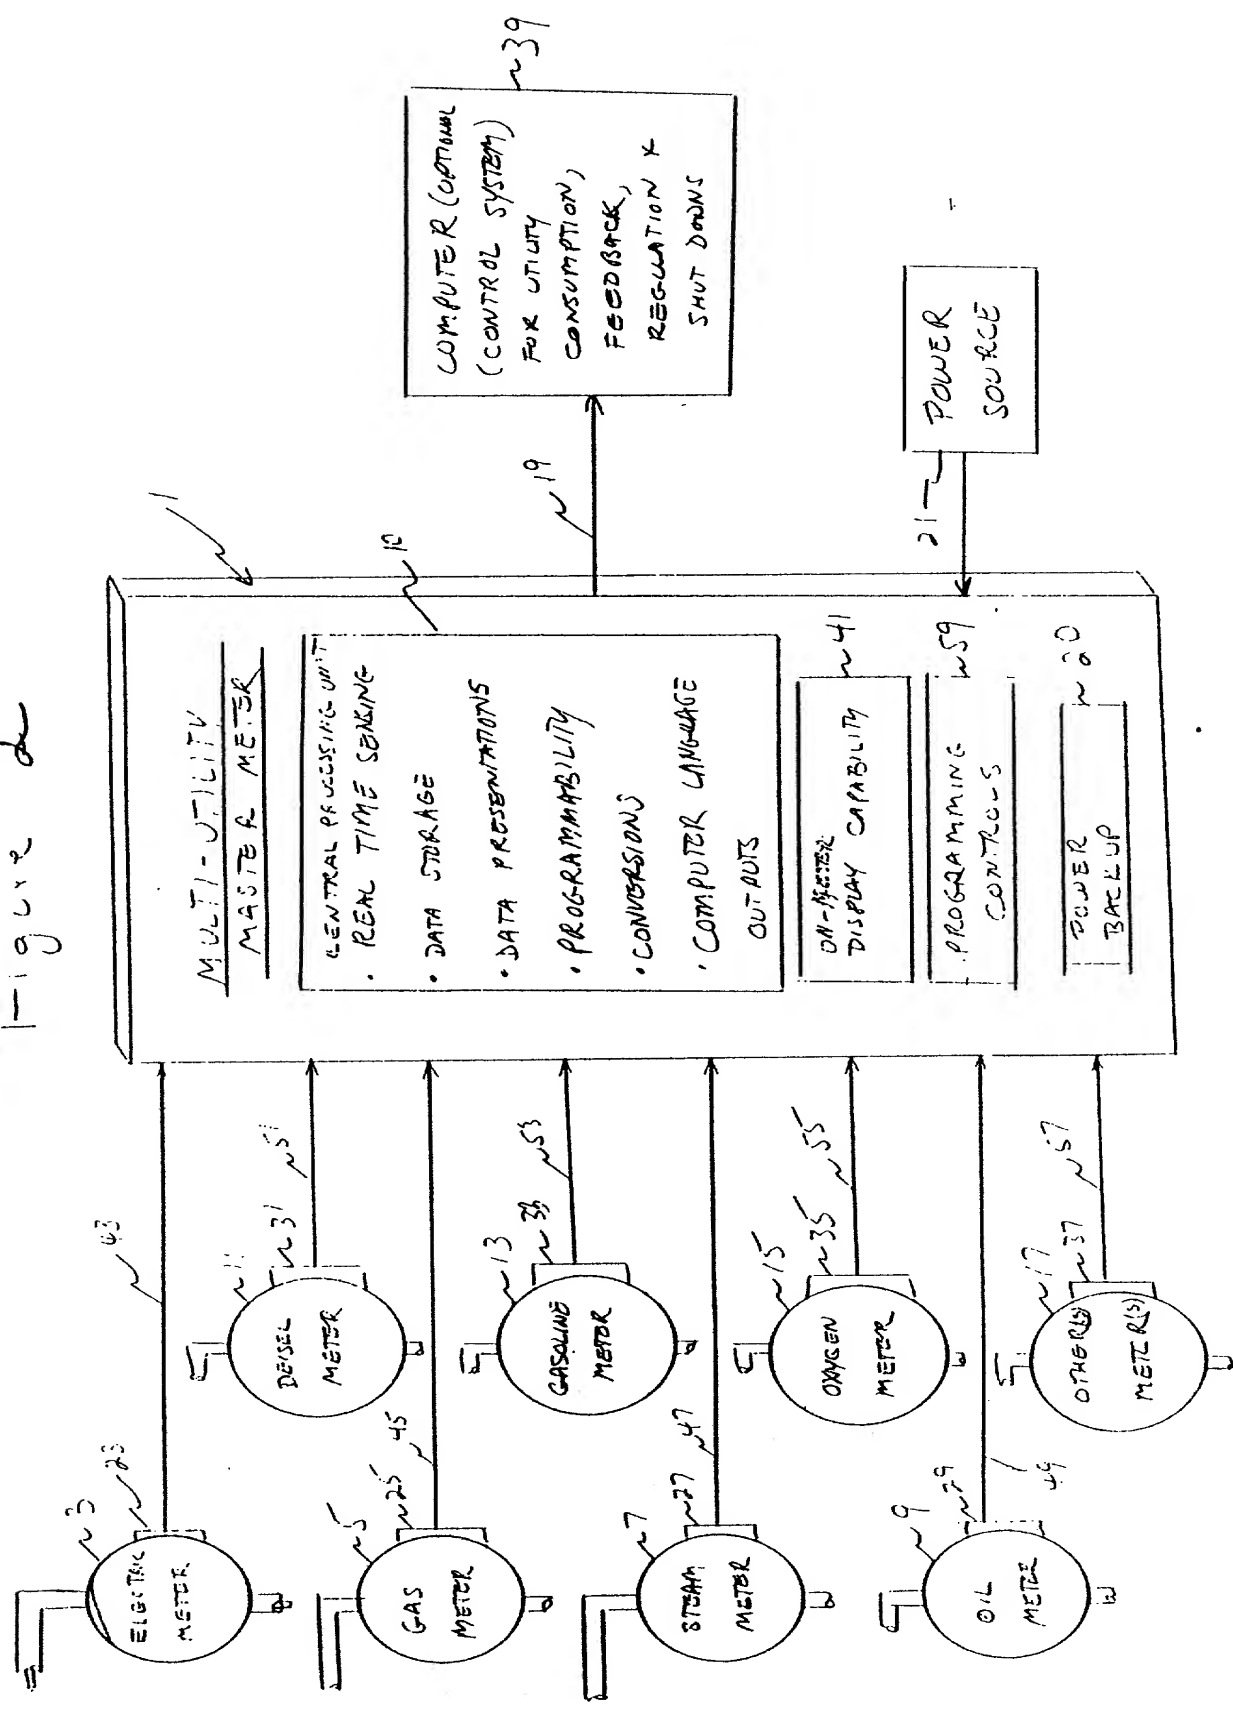 Figure 2
MULTI-UTILITY
MASTER METER
1
CENTRAL PROCESSING UNIT
• REAL TIME SENSING
• DATA STORAGE
• DATA PRESENTATIONS
• PROGRAMMABILITY
• CONVERSIONS
• COMPUTER LANGUAGE
OUTPUTS
10
ON-METER
DISPLAY CAPABILITY
41
PROGRAMMING
CONTROLS
59
POWER
BACKUP
20
19
COMPUTER (OPTIONAL
(CONTROL SYSTEM)
FOR UTILITY
CONSUMPTION,
FEEDBACK,
REGULATION &
SHUT DOWNS
39
21
POWER
SOURCE
ELECTRIC
METER
3
23
43
DEISEL
METER
11
31
51
GAS
METER
5
25
45
GASOLINE
METER
13
33
53
STEAM
METER
7
27
47
OXYGEN
METER
15
35
55
OIL
METER
9
29
49
OTHER(S)
METER(S)
17
37
57